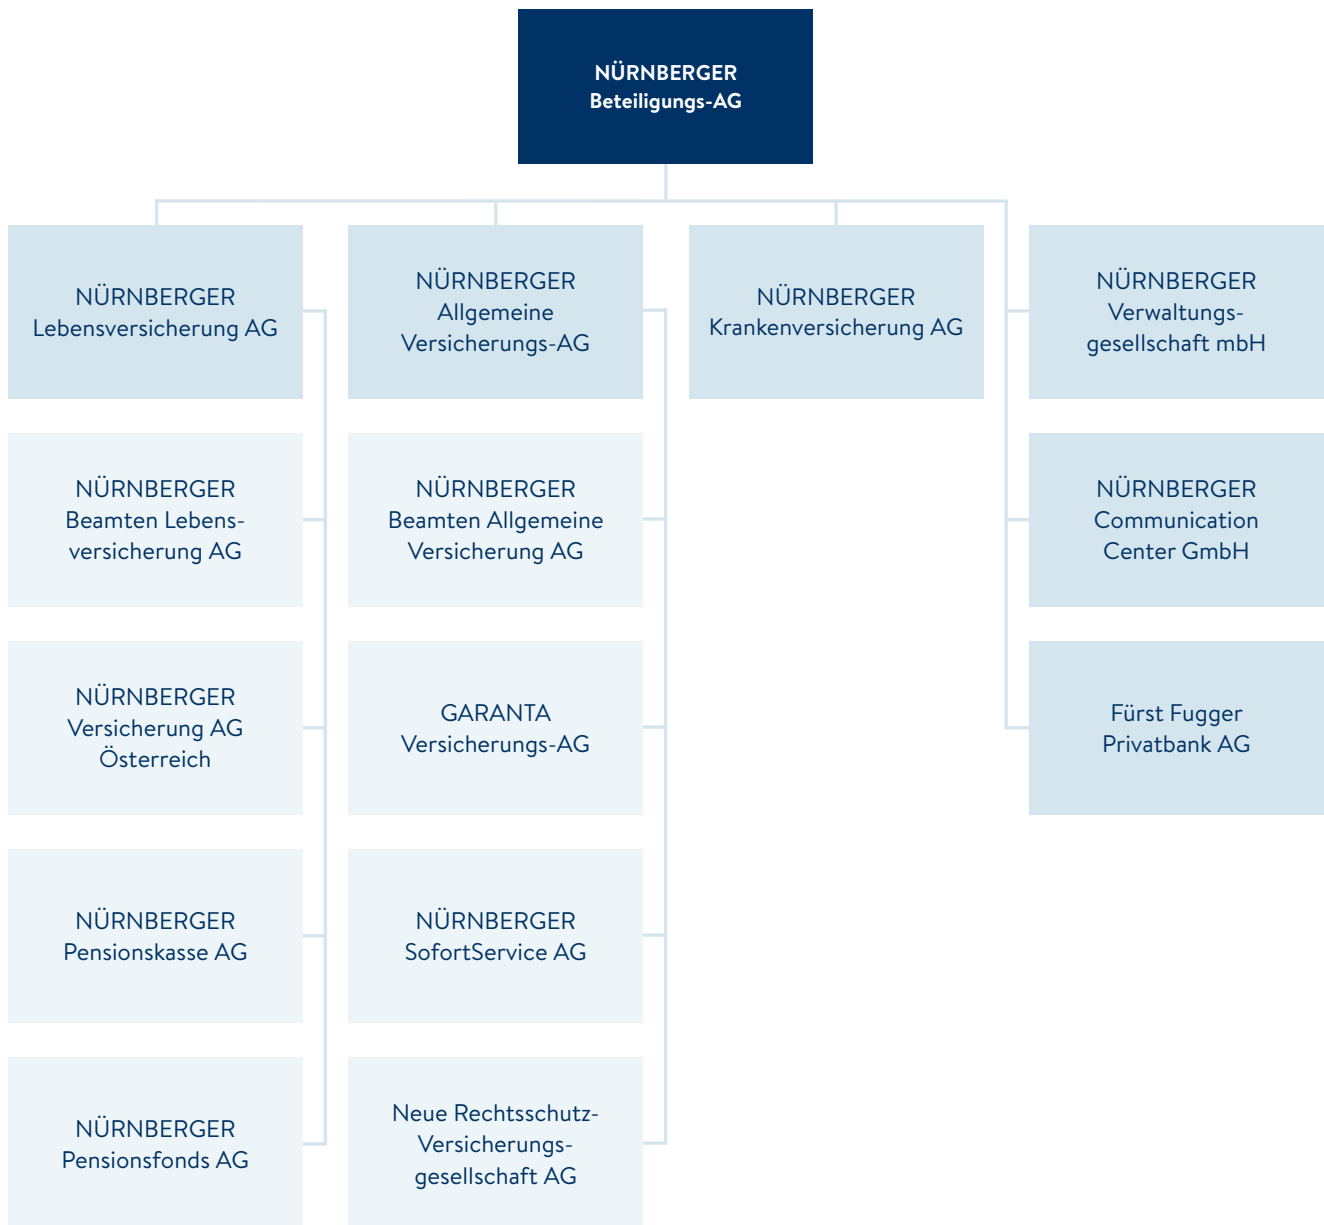 NÜRNBERGER
Beteiligungs-AG
NÜRNBERGER
Lebensversicherung AG
NÜRNBERGER
Allgemeine
Versicherungs-AG
NÜRNBERGER
Krankenversicherung AG
NÜRNBERGER
Verwaltungs-
gesellschaft mbH
NÜRNBERGER
Beamten Lebens-
versicherung AG
NÜRNBERGER
Beamten Allgemeine
Versicherung AG
NÜRNBERGER
Communication
Center GmbH
NÜRNBERGER
Versicherung AG
Österreich
GARANTA
Versicherungs-AG
Fürst Fugger
Privatbank AG
NÜRNBERGER
Pensionskasse AG
NÜRNBERGER
SofortService AG
NÜRNBERGER
Pensionsfonds AG
Neue Rechtsschutz-
Versicherungs-
gesellschaft AG